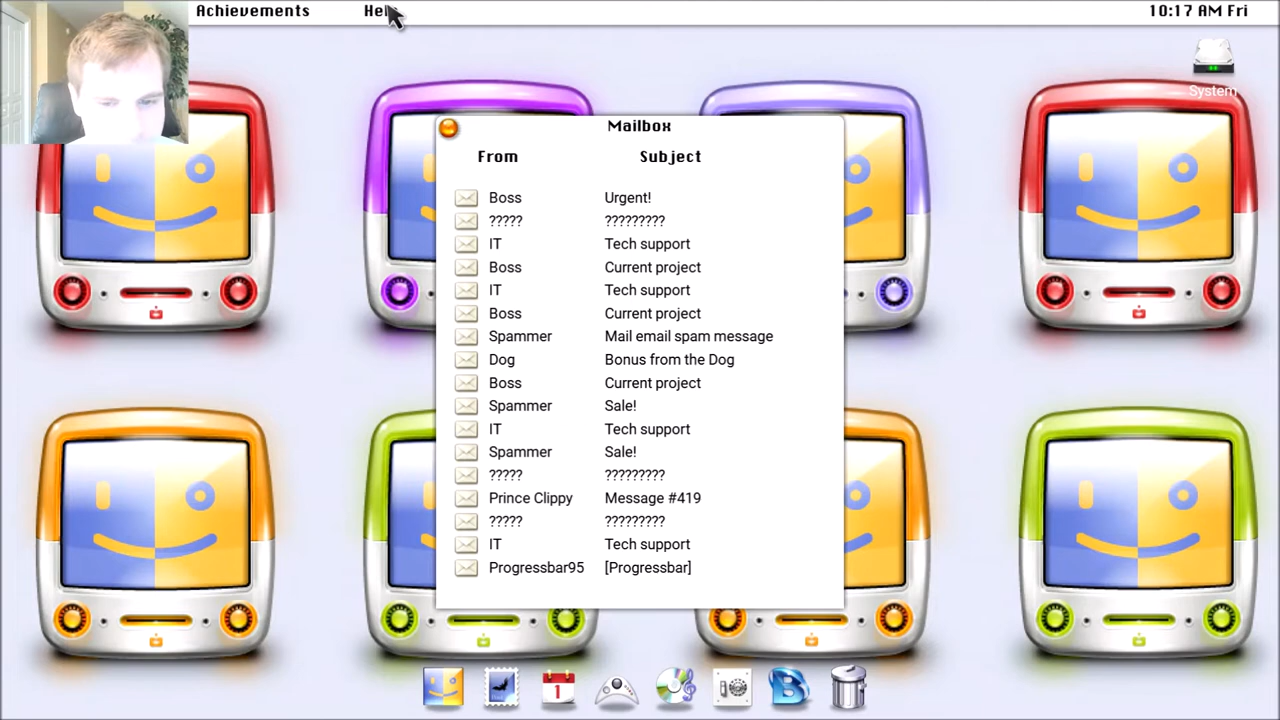 Achievements Help 10:17 AM Fri
System
Mailbox
From Subject
Boss Urgent!
????? ?????????
IT Tech support
Boss Current project
IT Tech support
Boss Current project
Spammer Mail email spam message
Dog Bonus from the Dog
Boss Current project
Spammer Sale!
IT Tech support
Spammer Sale!
????? ?????????
Prince Clippy Message #419
????? ?????????
IT Tech support
Progressbar95 [Progressbar]
1
B